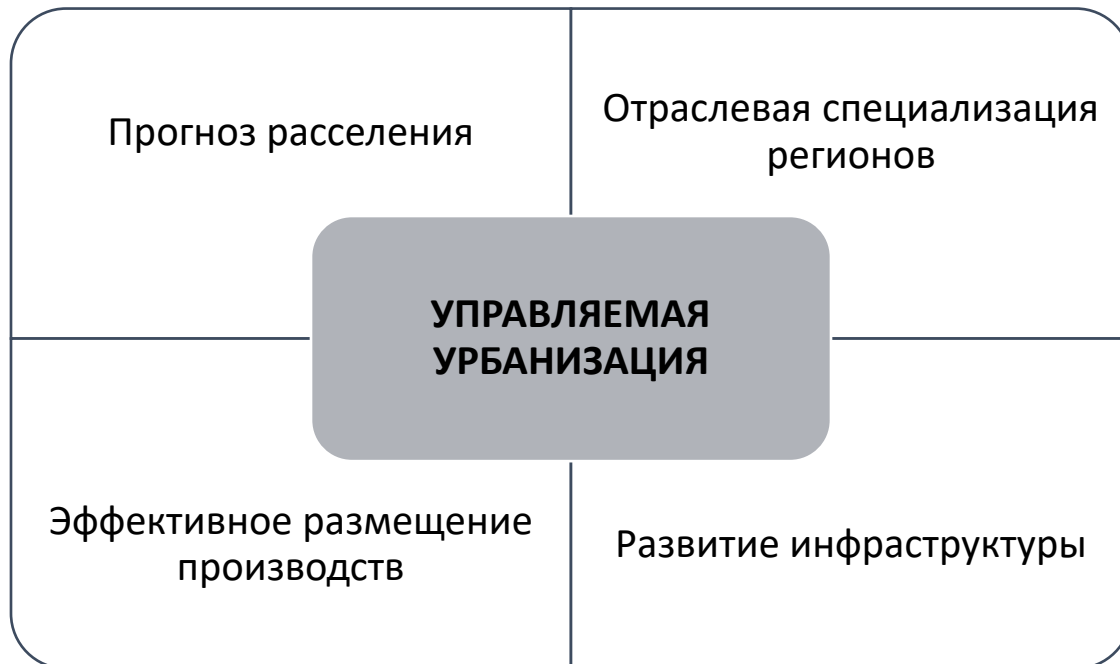 Прогноз расселения
Отраслевая специализация
регионов
УПРАВЛЯЕМАЯ
УРБАНИЗАЦИЯ
Эффективное размещение
производств
Развитие инфраструктуры